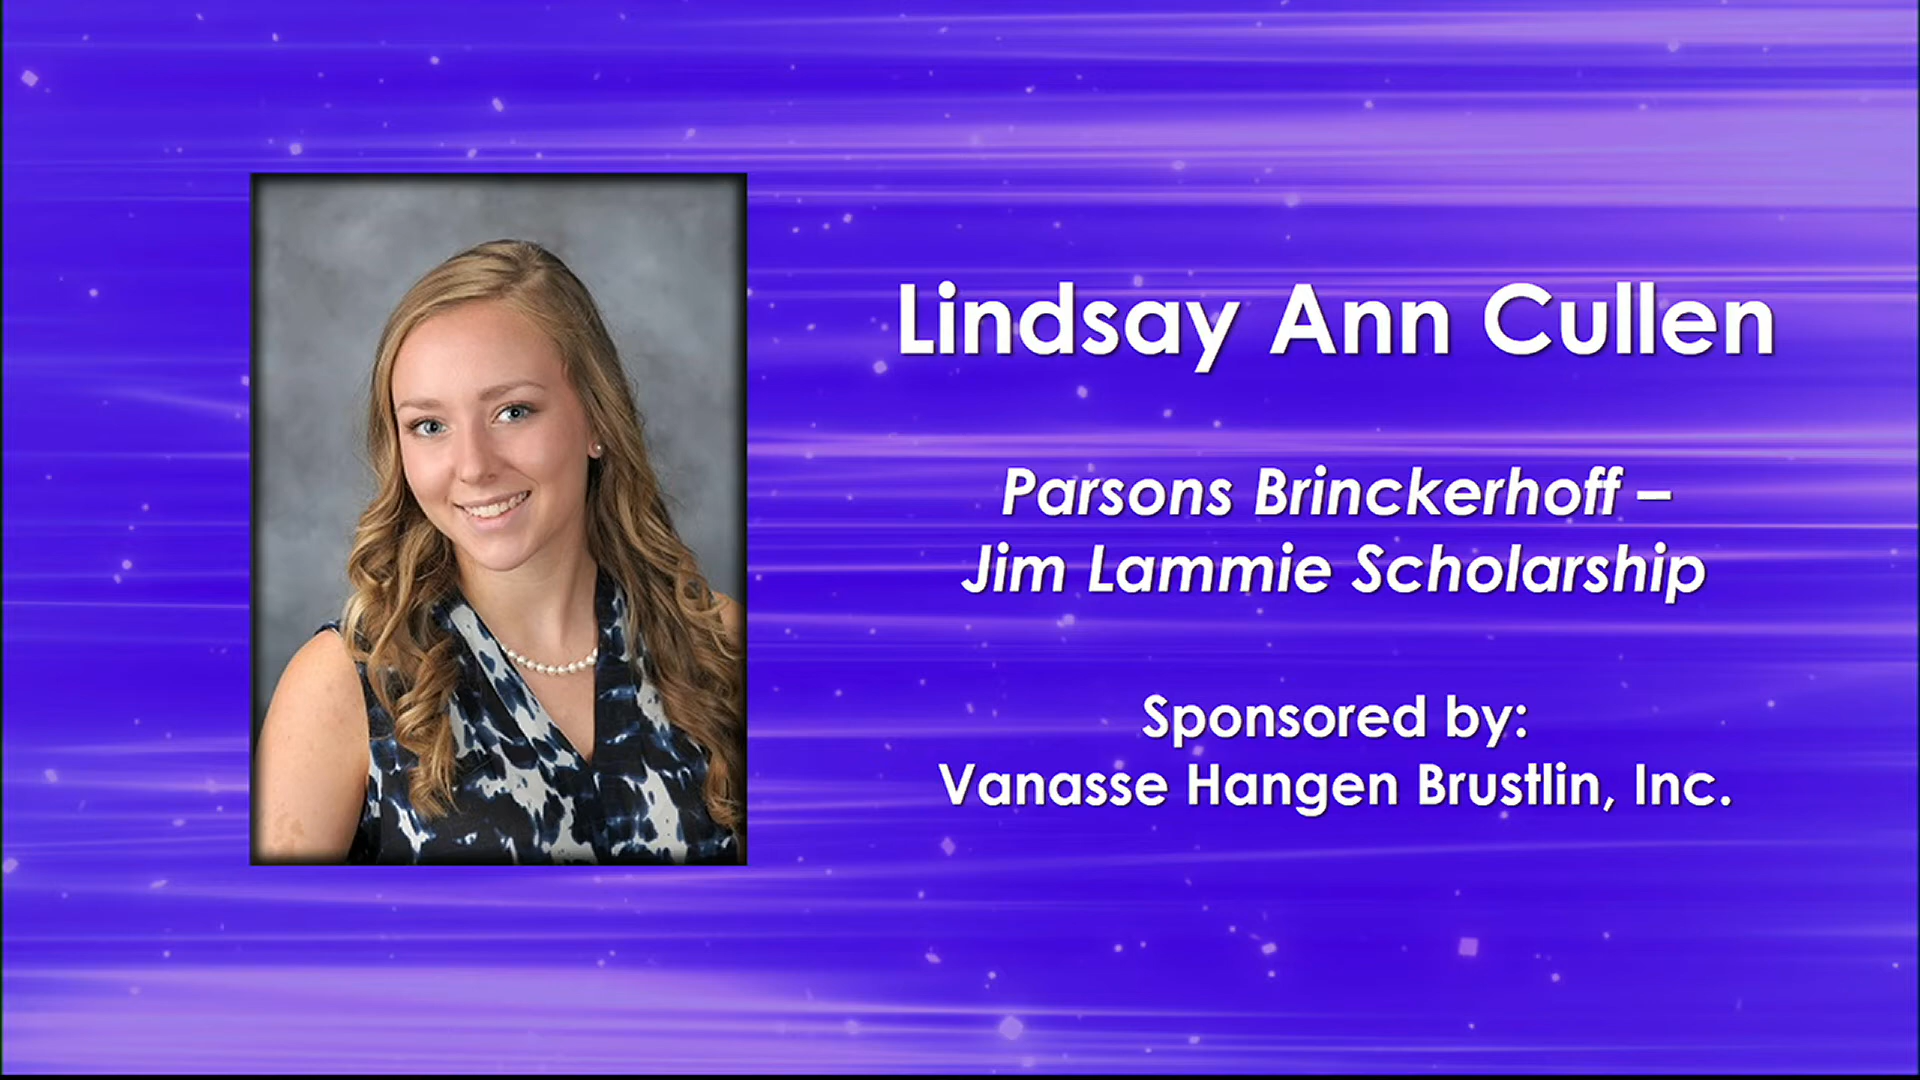 Lindsay Ann Cullen
Parsons Brinckerhoff –
Jim Lammie Scholarship
Sponsored by:
Vanasse Hangen Brustlin, Inc.